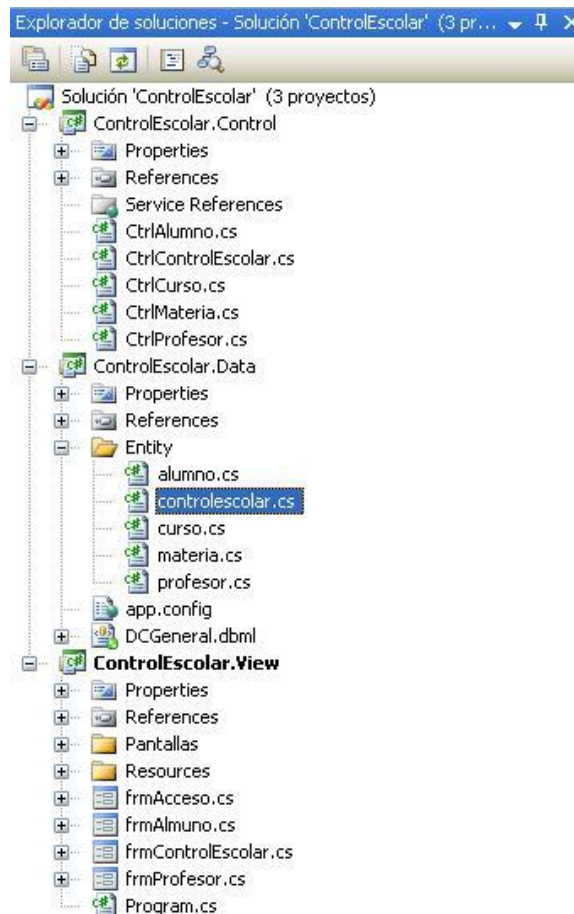 Explorador de soluciones - Solución 'ControlEscolar' (3 pr...
Solución 'ControlEscolar' (3 proyectos)
ControlEscolar.Control
Properties
References
Service References
CtrlAlumno.cs
CtrlControlEscolar.cs
CtrlCurso.cs
CtrlMateria.cs
CtrlProfesor.cs
ControlEscolar.Data
Properties
References
Entity
alumno.cs
controlescolar.cs
curso.cs
materia.cs
profesor.cs
app.config
DCGeneral.dbml
ControlEscolar.View
Properties
References
Pantallas
Resources
frmAcceso.cs
frmAlmuno.cs
frmControlEscolar.cs
frmProfesor.cs
Program.cs